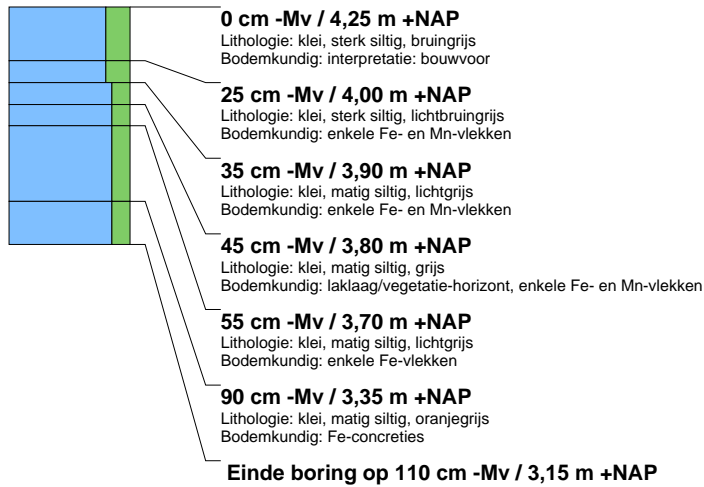 0 cm -Mv / 4,25 m +NAP
Lithologie: klei, sterk siltig, bruingrijs
Bodemkundig: interpretatie: bouwvoor
25 cm -Mv / 4,00 m +NAP
Lithologie: klei, sterk siltig, lichtbruingrijs
Bodemkundig: enkele Fe- en Mn-vlekken
35 cm -Mv / 3,90 m +NAP
Lithologie: klei, matig siltig, lichtgrijs
Bodemkundig: enkele Fe- en Mn-vlekken
45 cm -Mv / 3,80 m +NAP
Lithologie: klei, matig siltig, grijs
Bodemkundig: laklaag/vegetatie-horizont, enkele Fe- en Mn-vlekken
55 cm -Mv / 3,70 m +NAP
Lithologie: klei, matig siltig, lichtgrijs
Bodemkundig: enkele Fe-vlekken
90 cm -Mv / 3,35 m +NAP
Lithologie: klei, matig siltig, oranjegrijs
Bodemkundig: Fe-concreties
Einde boring op 110 cm -Mv / 3,15 m +NAP